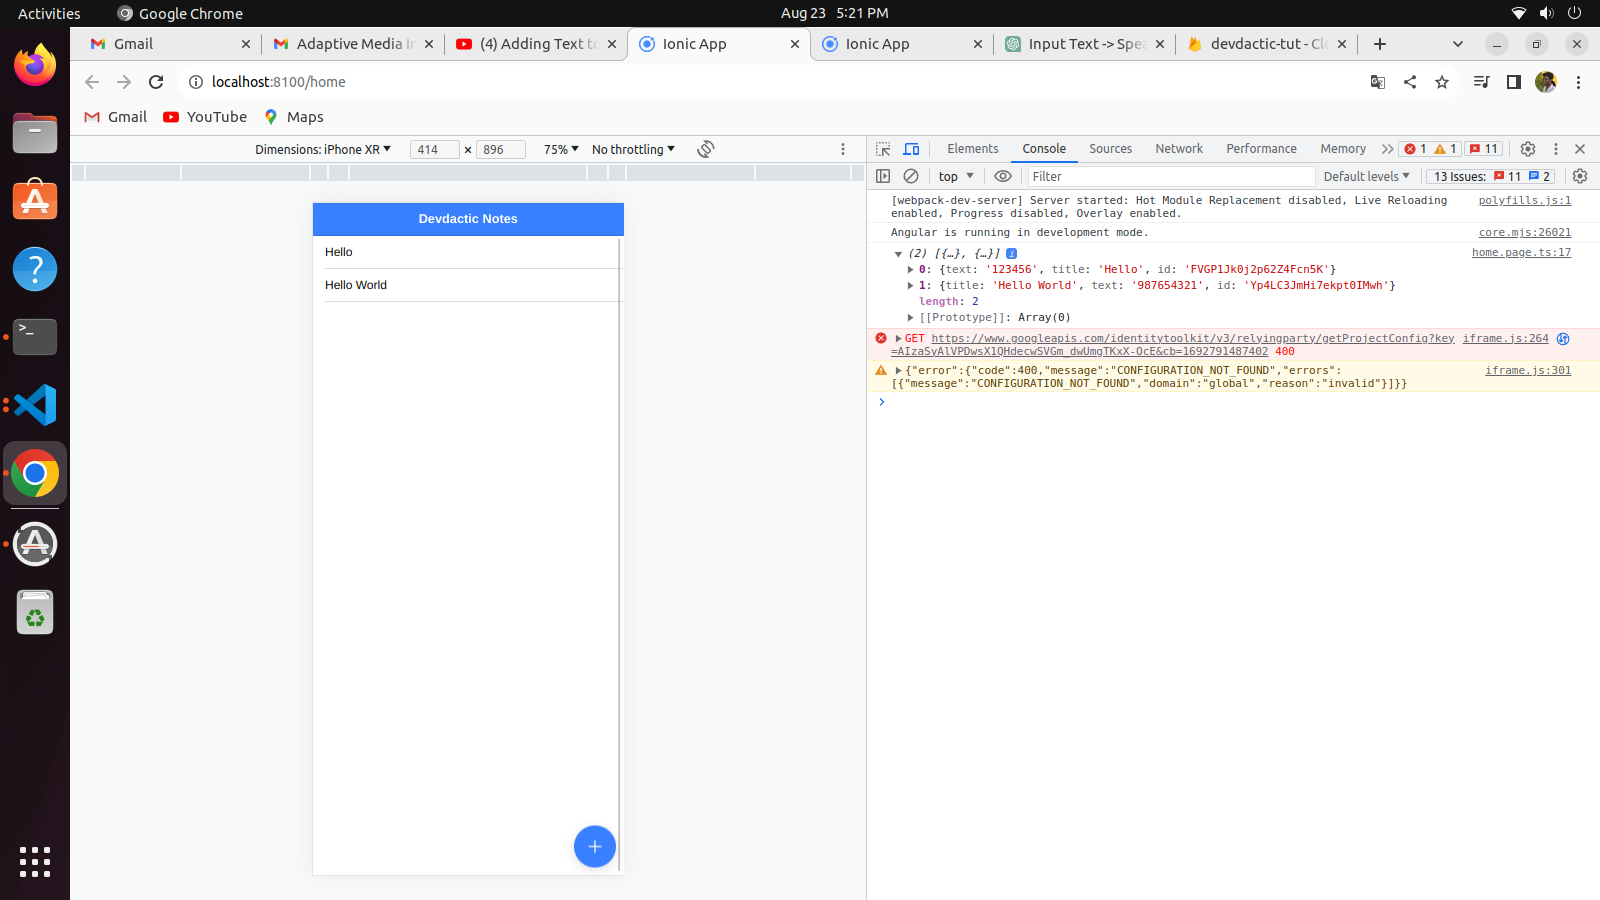 Activities
Google Chrome
Aug 23 5:21 PM
Gmail
Adaptive Media In
(4) Adding Text to
Ionic App
Ionic App
Input Text -> Spea
devdactic-tut - Clo
localhost:8100/home
Gmail
YouTube
Maps
Dimensions: iPhone XR
414 × 896
75%
No throttling
Elements
Console
Sources
Network
Performance
Memory
1
1
11
top
Filter
Default levels
13 Issues: 11 2
Devdactic Notes
Hello
Hello World
[webpack-dev-server] Server started: Hot Module Replacement disabled, Live Reloading polyfills.js:1
enabled, Progress disabled, Overlay enabled.
Angular is running in development mode. core.mjs:26021
(2) [{…}, {…}] i home.page.ts:17
0: {text: '123456', title: 'Hello', id: 'FVGP1Jk0j2p62Z4Fcn5K'}
1: {title: 'Hello World', text: '987654321', id: 'Yp4LC3JmHi7ekpt0IMwh'}
length: 2
[[Prototype]]: Array(0)
GET https://www.googleapis.com/identitytoolkit/v3/relyingparty/getProjectConfig?key iframe.js:264
=AIzaSyAlVPDwsX1QHdecwSVGm_dwUmgTKxX-OcE&cb=1692791487402 400
{"error":{"code":400,"message":"CONFIGURATION_NOT_FOUND","errors": iframe.js:301
[{"message":"CONFIGURATION_NOT_FOUND","domain":"global","reason":"invalid"}]}}